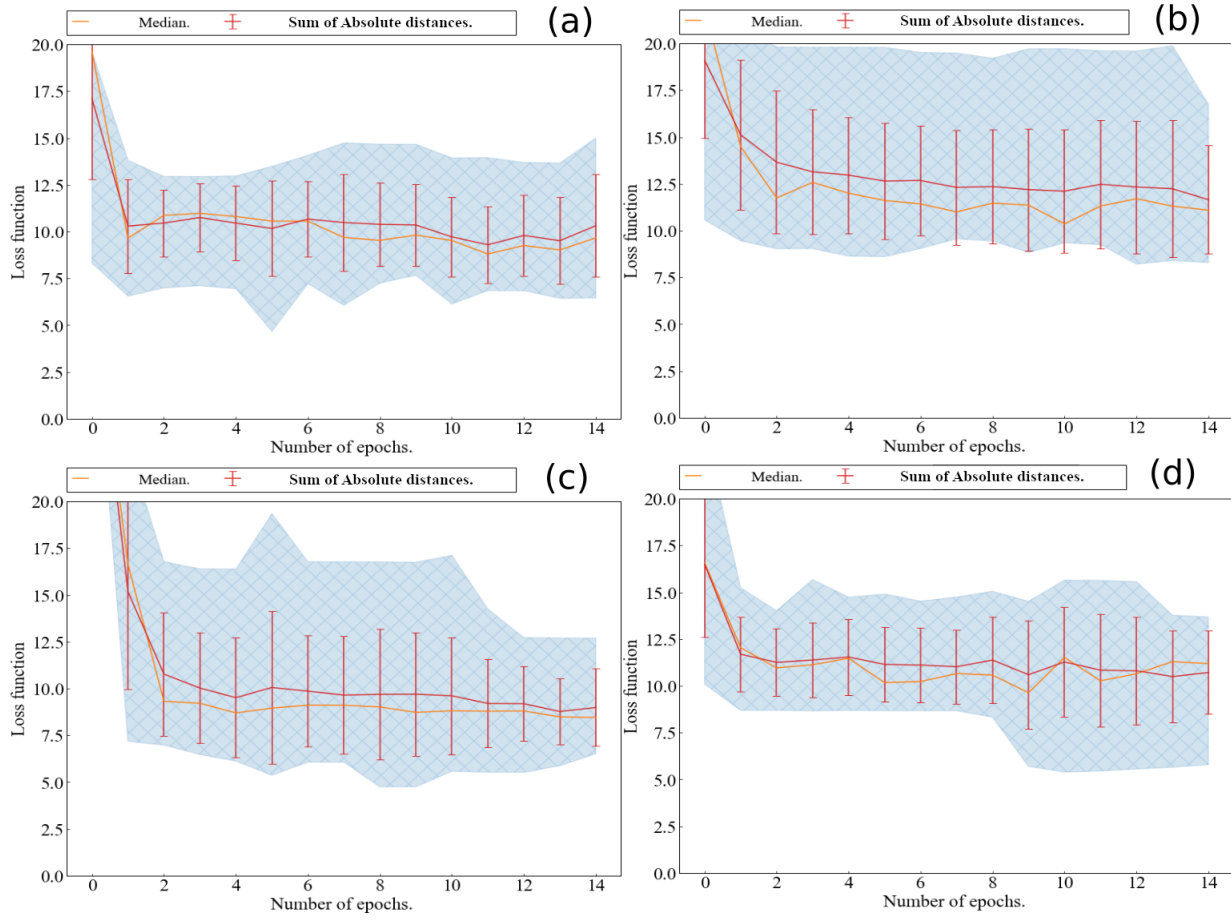 Median. Sum of Absolute distances. (a)
20.0
17.5
15.0
12.5
10.0
7.5
5.0
2.5
0.0
Loss function
0 2 4 6 8 10 12 14
Number of epochs.
Median. Sum of Absolute distances. (b)
20.0
17.5
15.0
12.5
10.0
7.5
5.0
2.5
0.0
Loss function
0 2 4 6 8 10 12 14
Number of epochs.
Median. Sum of Absolute distances. (c)
20.0
17.5
15.0
12.5
10.0
7.5
5.0
2.5
0.0
Loss function
0 2 4 6 8 10 12 14
Number of epochs.
Median. Sum of Absolute distances. (d)
20.0
17.5
15.0
12.5
10.0
7.5
5.0
2.5
0.0
Loss function
0 2 4 6 8 10 12 14
Number of epochs.